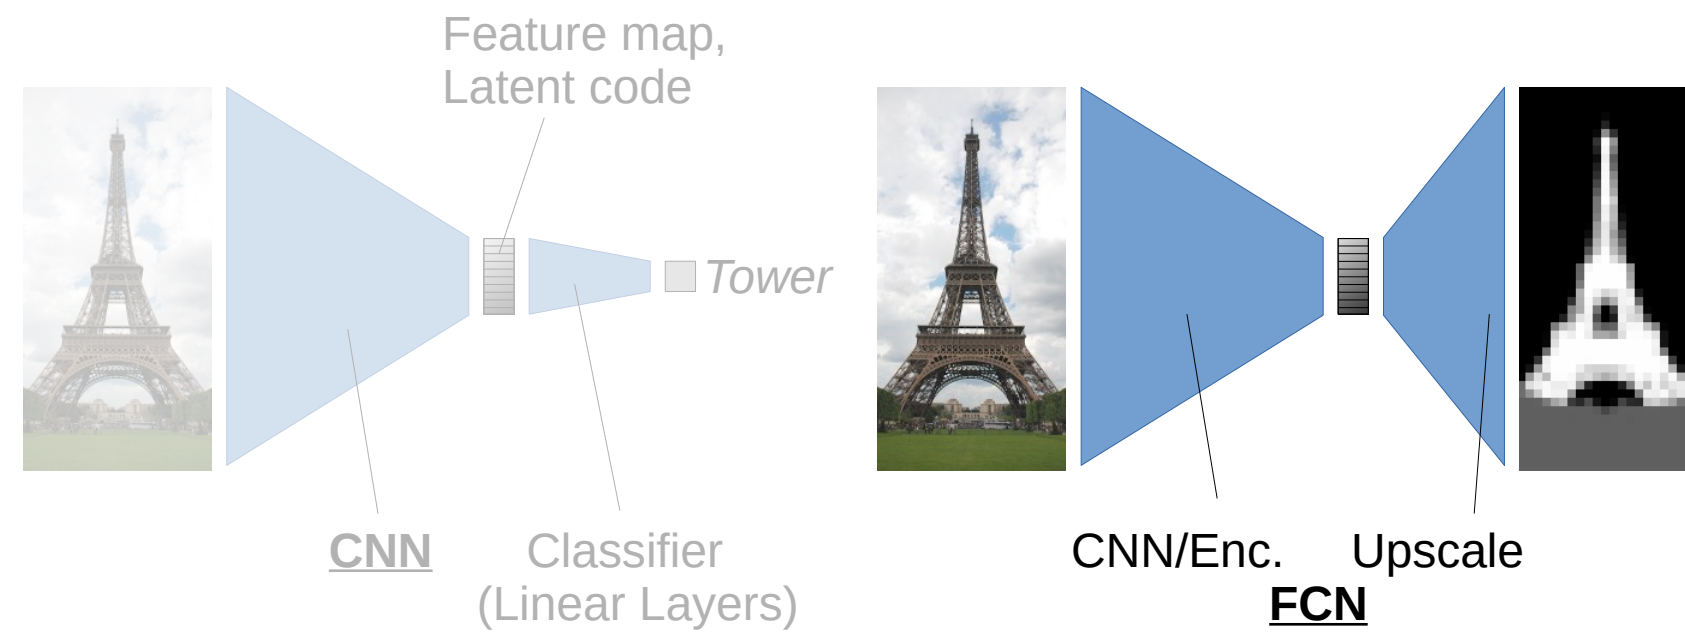 Feature map,
Latent code
Tower
CNN
Classifier
(Linear Layers)
CNN/Enc.
Upscale
FCN